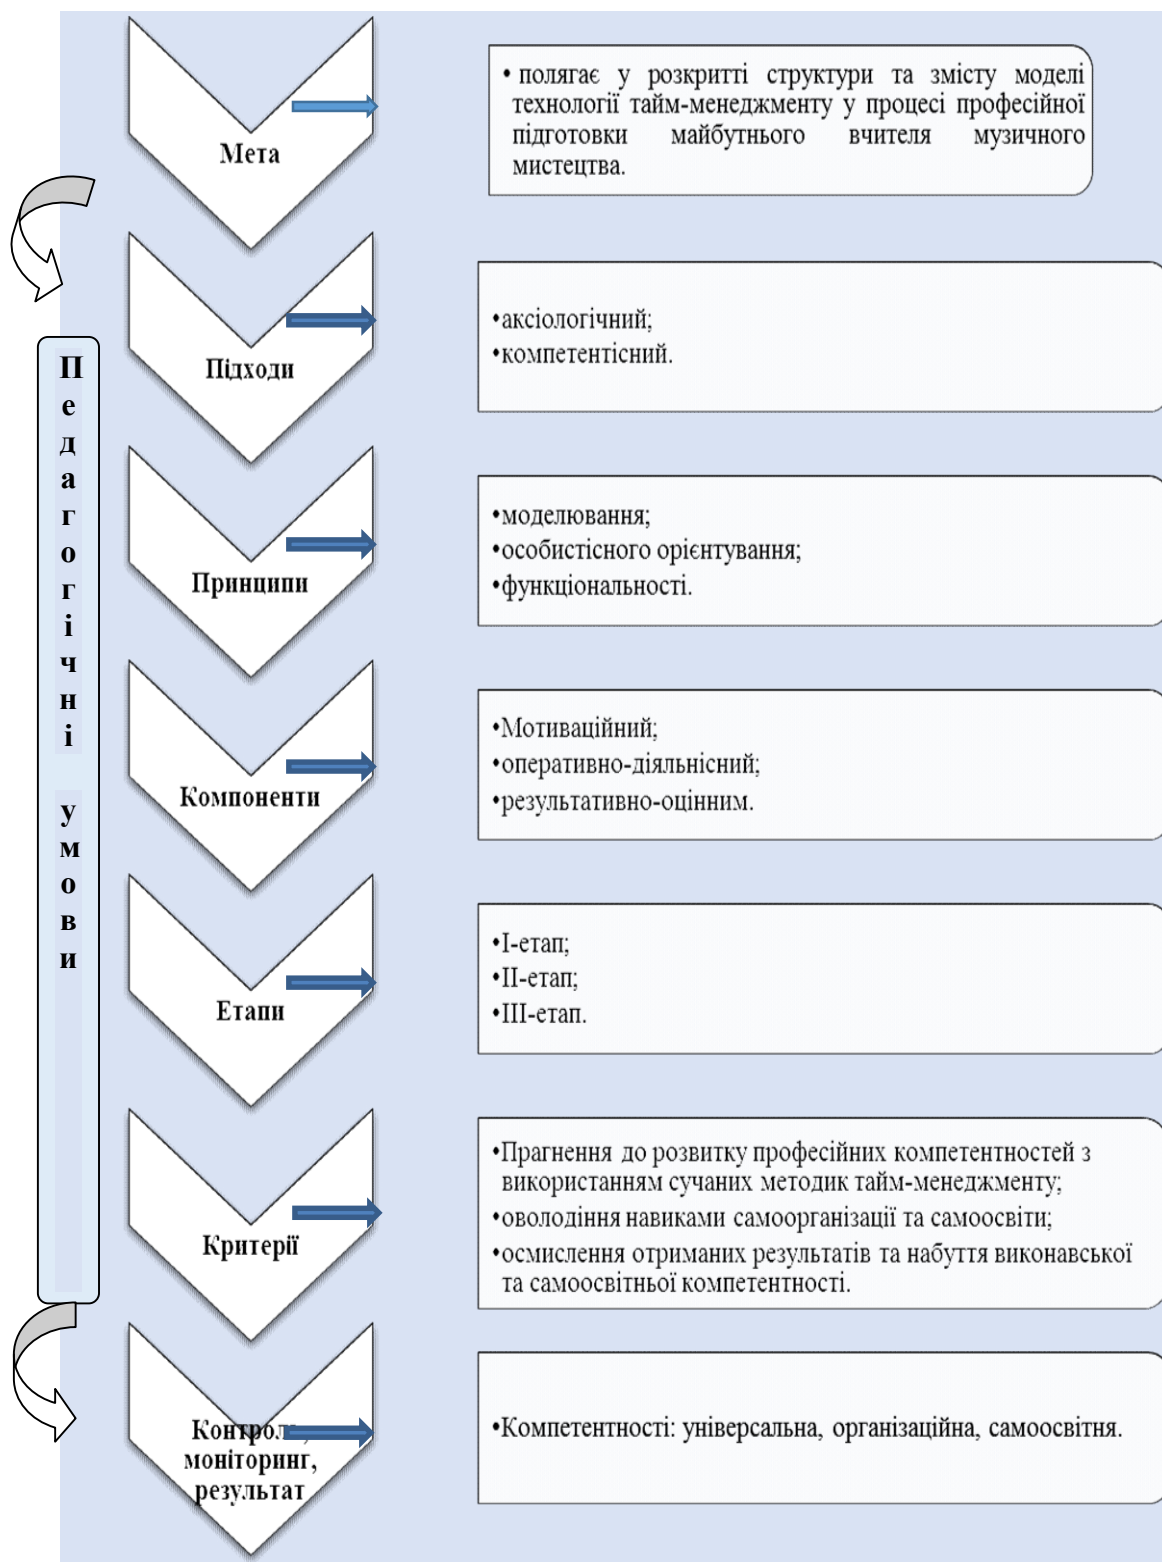 Мета
• полягає у розкритті структури та змісту моделі
технології тайм-менеджменту у процесі професійної
підготовки майбутнього вчителя музичного
мистецтва.
Педагогічні умови
Підходи
•аксіологічний;
•компетентісний.
Принципи
•моделювання;
•особистісного орієнтування;
•функціональності.
Компоненти
•Мотиваційний;
•оперативно-діяльнісний;
•результативно-оцінним.
Етапи
•І-етап;
•ІІ-етап;
•ІІІ-етап.
Критерії
•Прагнення до розвитку професійних компетентностей з
використанням сучаних методик тайм-менеджменту;
•оволодіння навиками самоорганізації та самоосвіти;
•осмислення отриманих результатів та набуття виконавської
та самоосвітньої компетентності.
Контроль,
моніторинг,
результат
•Компетентності: універсальна, організаційна, самоосвітня.